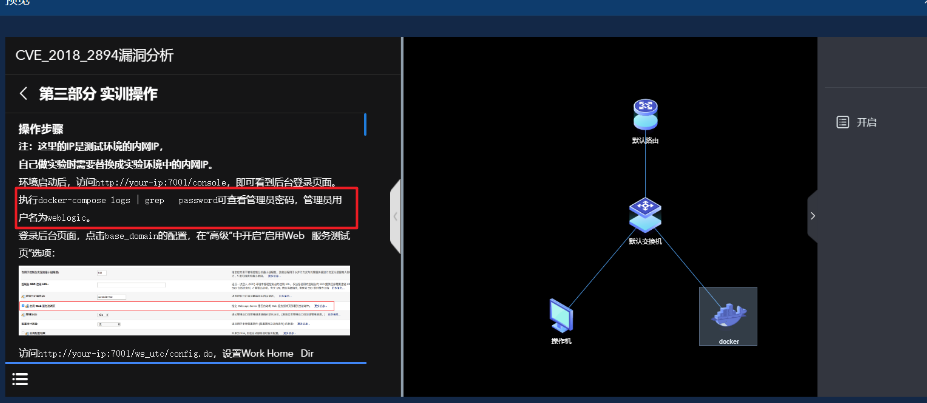 预览
CVE_2018_2894漏洞分析
第三部分 实训操作
操作步骤
注：这里的IP是测试环境的内网IP，
自己做实验时需要替换成实验环境中的内网IP。
环境启动后，访问http://your-ip:7001/console，即可看到后台登录页面。
执行docker-compose logs | grep password可查看管理员密码，管理员用
户名为weblogic。
登录后台页面，点击base_domain的配置，在“高级”中开启“启用Web 服务测试
页”选项：
访问http://your-ip:7001/ws_utc/config.do，设置Work Home Dir
默认路由
默认交换机
操作机
docker
开启